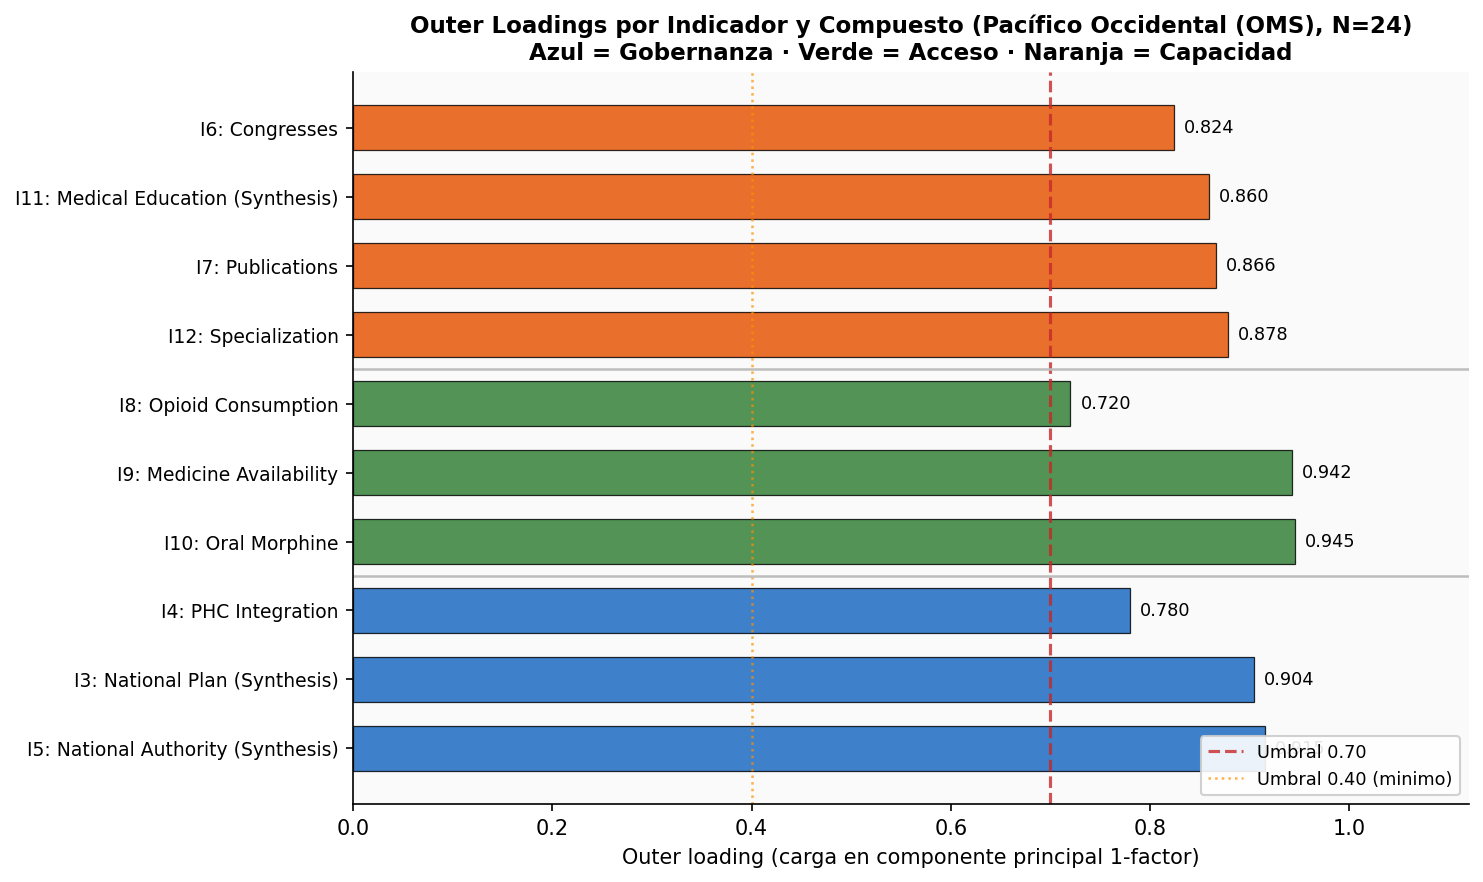 Outer Loadings por Indicador y Compuesto (Pacífico Occidental (OMS), N=24)
Azul = Gobernanza · Verde = Acceso · Naranja = Capacidad
I6: Congresses
0.824
I11: Medical Education (Synthesis)
0.860
I7: Publications
0.866
I12: Specialization
0.878
I8: Opioid Consumption
0.720
I9: Medicine Availability
0.942
I10: Oral Morphine
0.945
I4: PHC Integration
0.780
I3: National Plan (Synthesis)
0.904
I5: National Authority (Synthesis)
Umbral 0.70
Umbral 0.40 (minimo)
0.0 0.2 0.4 0.6 0.8 1.0
Outer loading (carga en componente principal 1-factor)